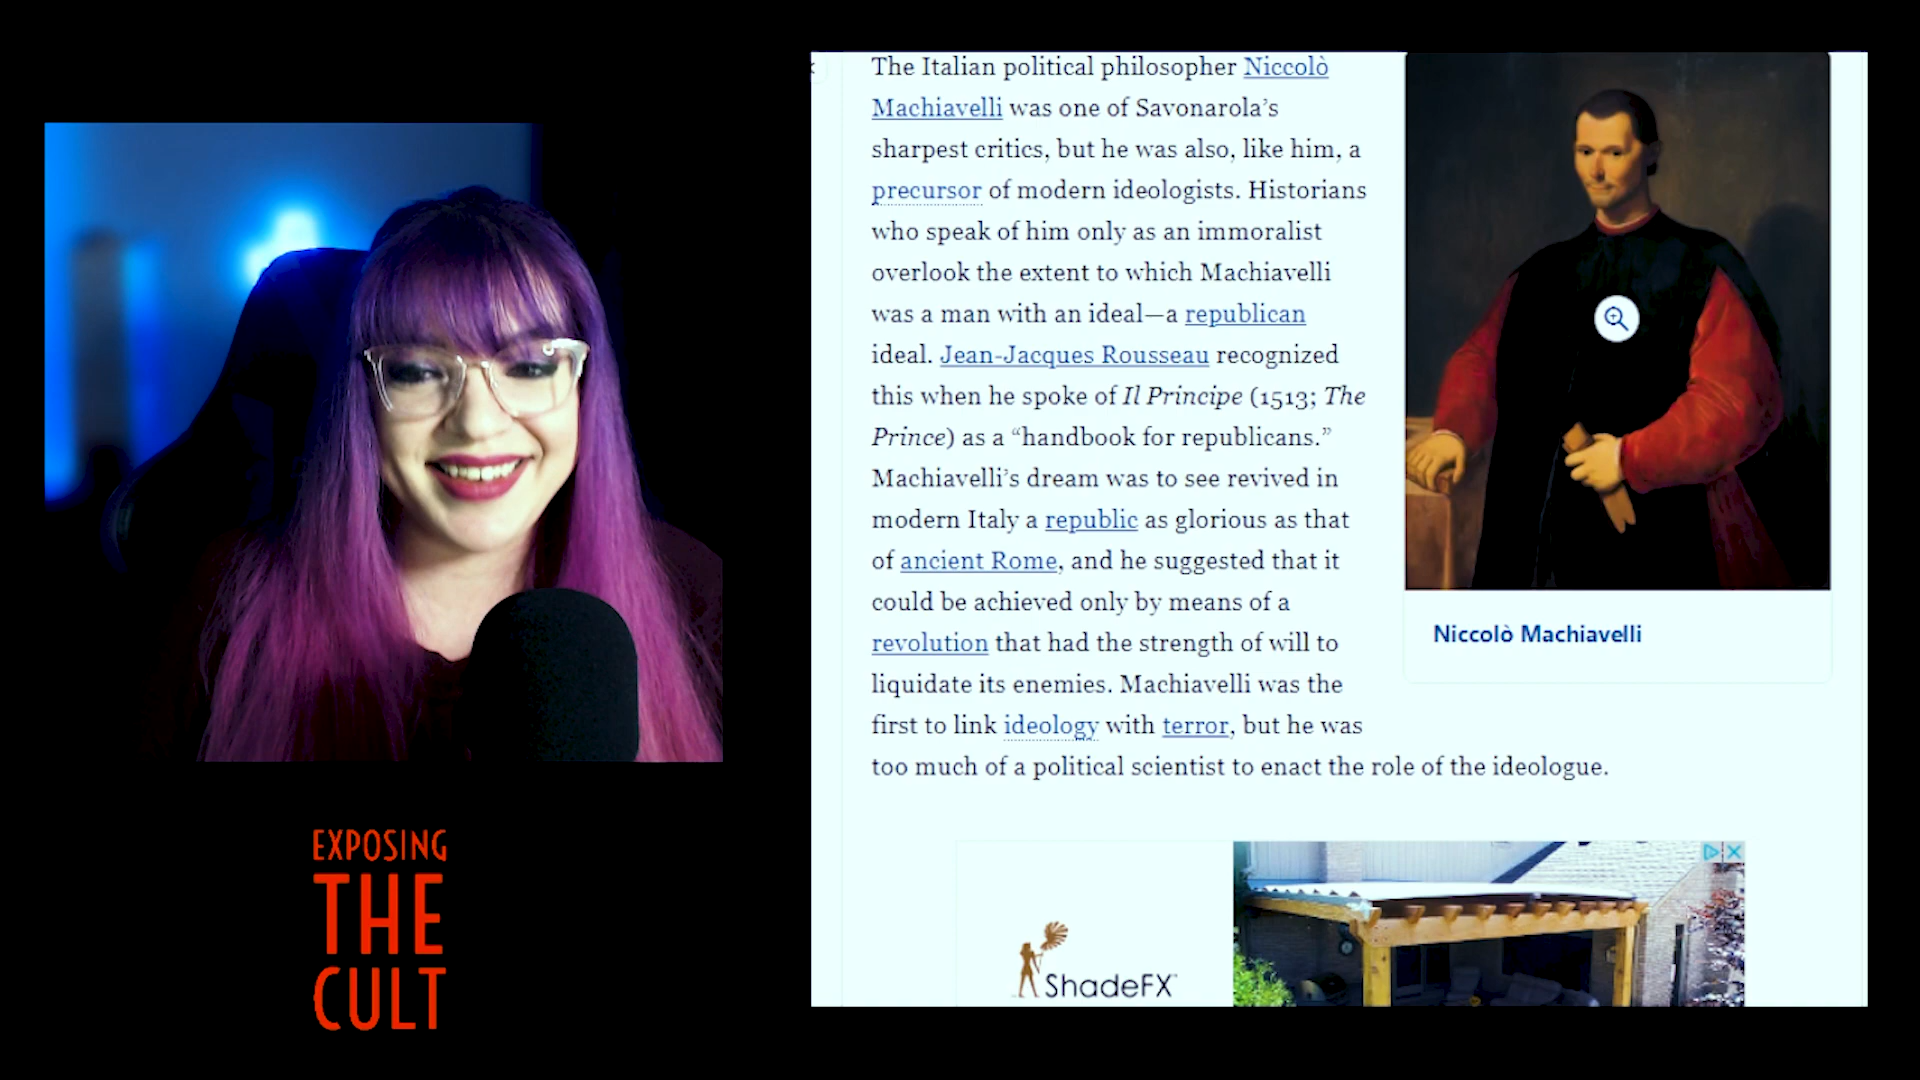 The Italian political philosopher Niccolò
Machiavelli was one of Savonarola’s
sharpest critics, but he was also, like him, a
precursor of modern ideologists. Historians
who speak of him only as an immoralist
overlook the extent to which Machiavelli
was a man with an ideal—a republican
ideal. Jean-Jacques Rousseau recognized
this when he spoke of Il Principe (1513; The
Prince) as a “handbook for republicans.”
Machiavelli’s dream was to see revived in
modern Italy a republic as glorious as that
of ancient Rome, and he suggested that it
could be achieved only by means of a
revolution that had the strength of will to
liquidate its enemies. Machiavelli was the
first to link ideology with terror, but he was
too much of a political scientist to enact the role of the ideologue.
Niccolò Machiavelli
EXPOSING
THE
CULT
ShadeFX